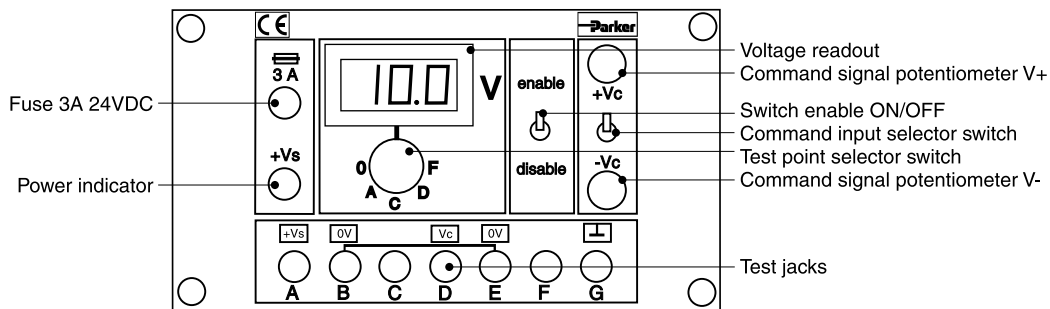 CE
Parker
3 A
+Vs
10.0
V
0
A
C
D
F
enable
disable
+Vc
-Vc
Fuse 3A 24VDC
Power indicator
Voltage readout
Command signal potentiometer V+
Switch enable ON/OFF
Command input selector switch
Test point selector switch
Command signal potentiometer V-
Test jacks
+Vs 0V Vc 0V
A B C D E F G